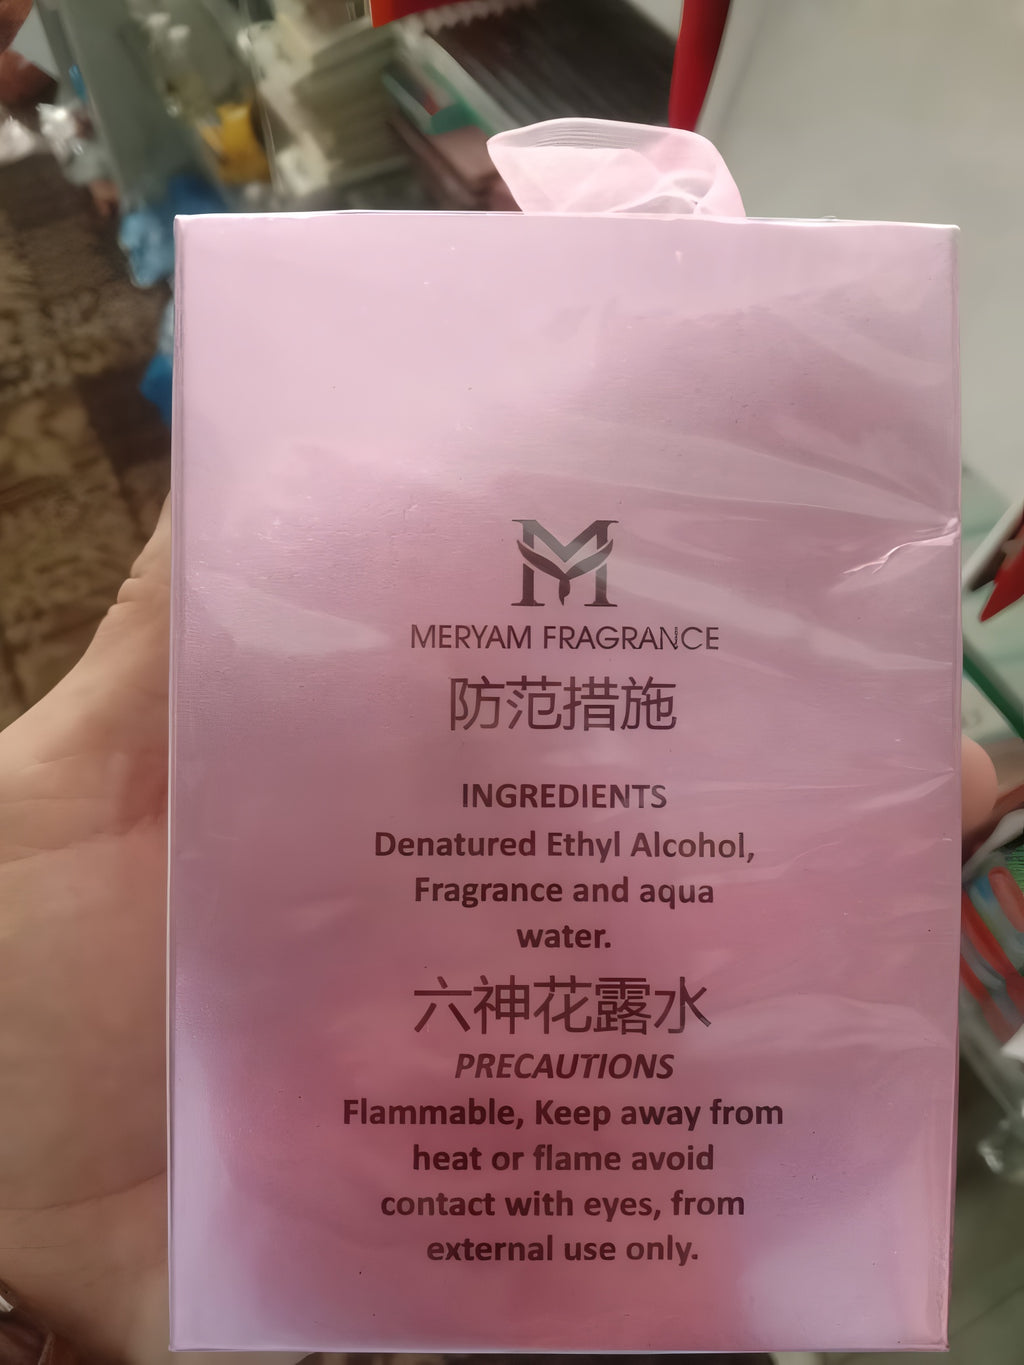 M
MERYAM FRAGRANCE
防范措施
INGREDIENTS
Denatured Ethyl Alcohol,
Fragrance and aqua
water.
六神花露水
PRECAUTIONS
Flammable, Keep away from
heat or flame avoid
contact with eyes, from
external use only.